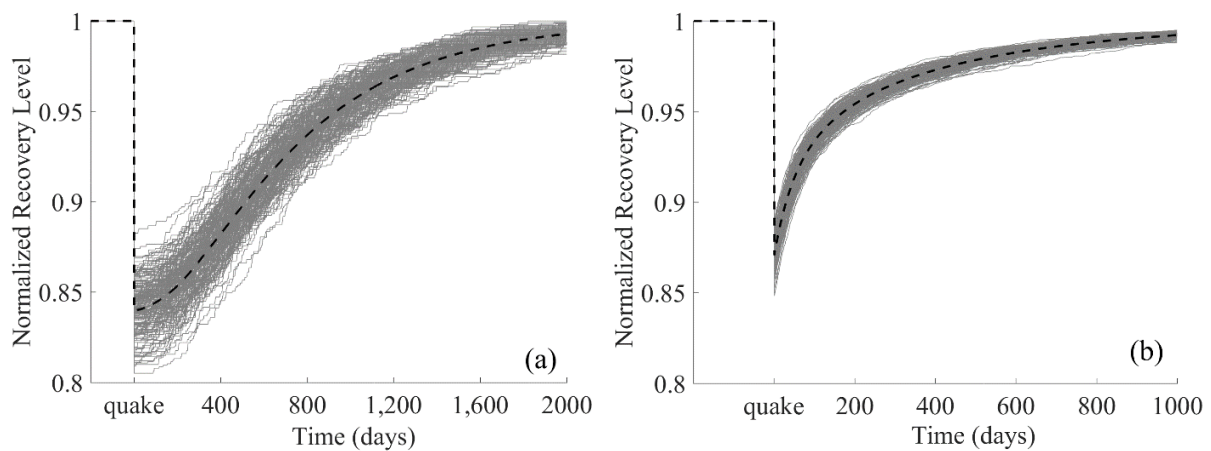 1
0.95
0.9
0.85
0.8
Normalized Recovery Level
quake 400 800 1,200 1,600 2000
Time (days)
(a)
1
0.95
0.9
0.85
0.8
Normalized Recovery Level
quake 200 400 600 800 1000
Time (days)
(b)